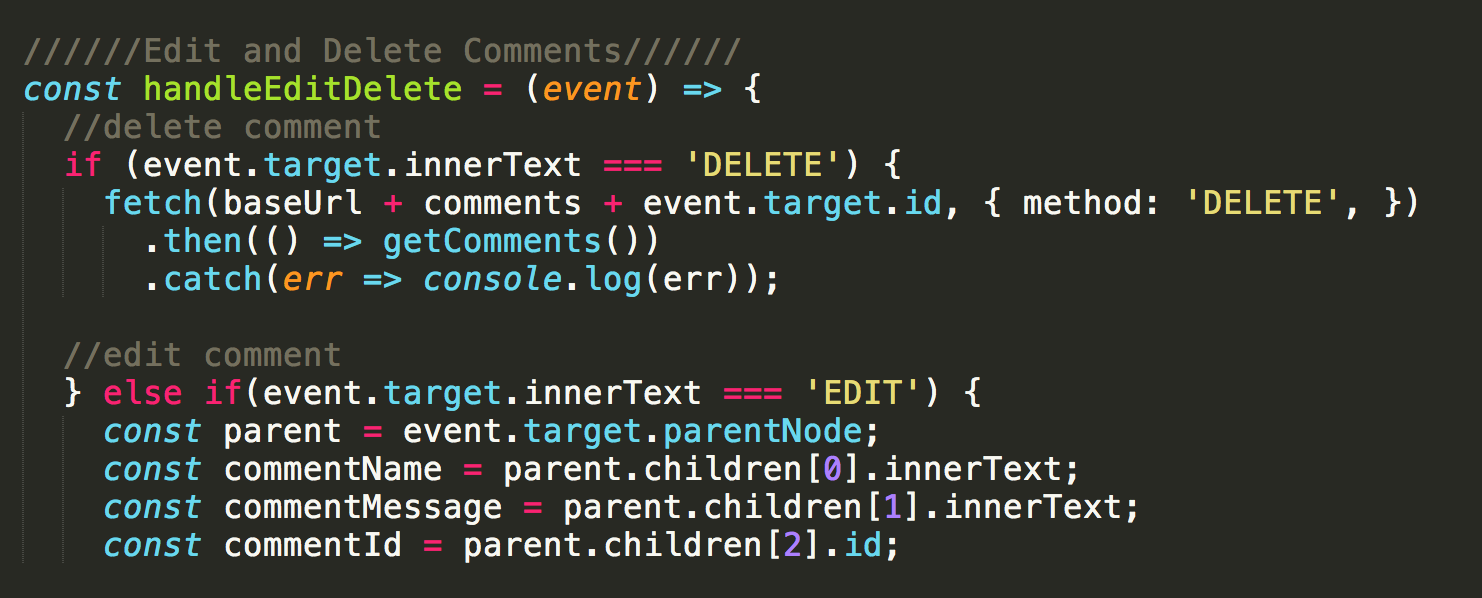 //////Edit and Delete Comments//////
const handleEditDelete = (event) => {
  //delete comment
  if (event.target.innerText === 'DELETE') {
    fetch(baseUrl + comments + event.target.id, { method: 'DELETE', })
      .then(() => getComments())
      .catch(err => console.log(err));
  //edit comment
  } else if(event.target.innerText === 'EDIT') {
    const parent = event.target.parentNode;
    const commentName = parent.children[0].innerText;
    const commentMessage = parent.children[1].innerText;
    const commentId = parent.children[2].id;